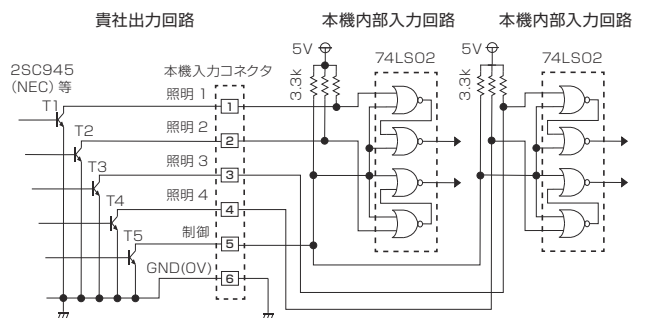 貴社出力回路
本機内部入力回路
本機内部入力回路
5V
5V
74LS02
74LS02
2SC945
(NEC) 等
本機入力コネクタ
3.3k
3.3k
照明 1
1
T1
照明 2
2
T2
照明 3
3
T3
照明 4
4
T4
制御
5
T5
GND(0V)
6